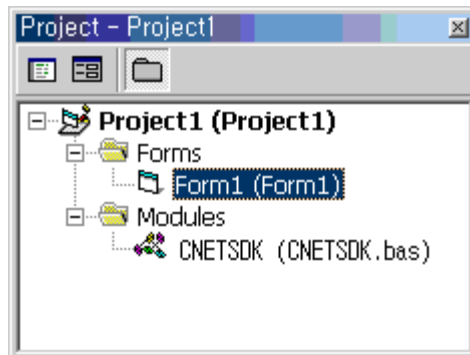 Project – Project1
Project1 (Project1)
Forms
Form1 (Form1)
Modules
CNETSDK (CNETSDK.bas)